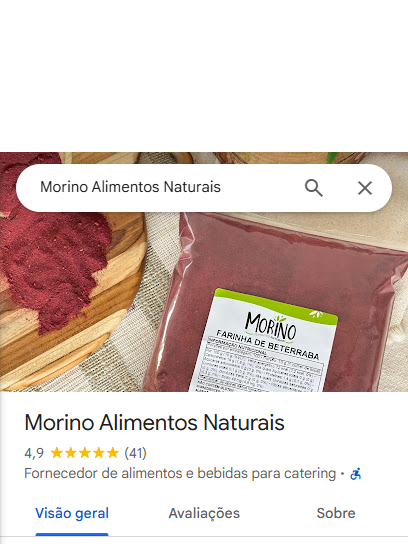 Morino Alimentos Naturais
MORINO
FARINHA DE BETERRABA
INFORMAÇÃO NUTRICIONAL
Morino Alimentos Naturais
4,9 ★★★★★ (41)
Fornecedor de alimentos e bebidas para catering ·
Visão geral Avaliações Sobre